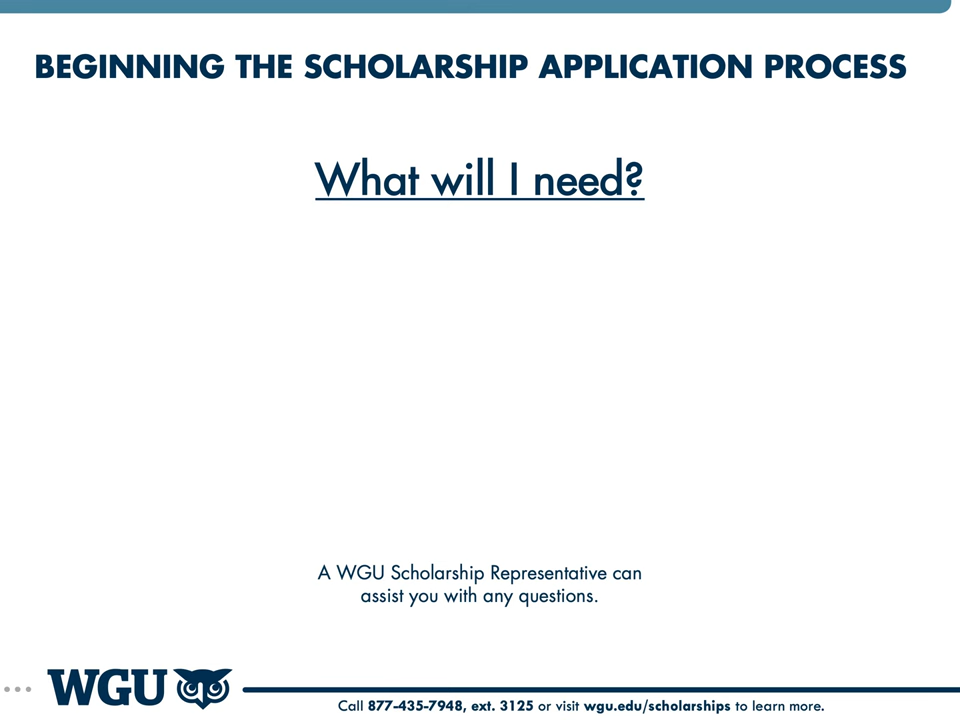 BEGINNING THE SCHOLARSHIP APPLICATION PROCESS
What will I need?
A WGU Scholarship Representative can
assist you with any questions.
WGU
Call 877-435-7948, ext. 3125 or visit wgu.edu/scholarships to learn more.